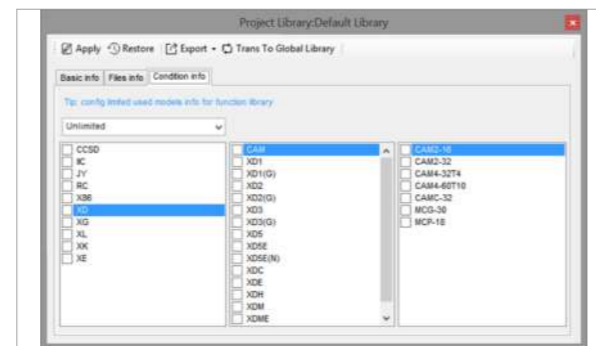 Project Library:Default Library
Apply Restore Export Trans To Global Library
Basic info Files info Condition info
Tip: config limited used models info for function library
Unlimited
CCSD
IC
JY
RC
XB6
XD
XG
XL
XK
XE
CAM
XD1
XD1(G)
XD2
XD2(G)
XD3
XD3(G)
XD5
XD5E
XD5E(N)
XDC
XDE
XDH
XDM
XDME
CAM2-16
CAM2-32
CAM4-32T4
CAM4-60T10
CAMC-32
MCG-30
MCP-18